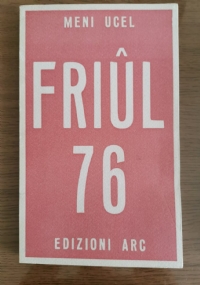 MENI UCEL
FRIÛL
76
EDIZIONI ARC